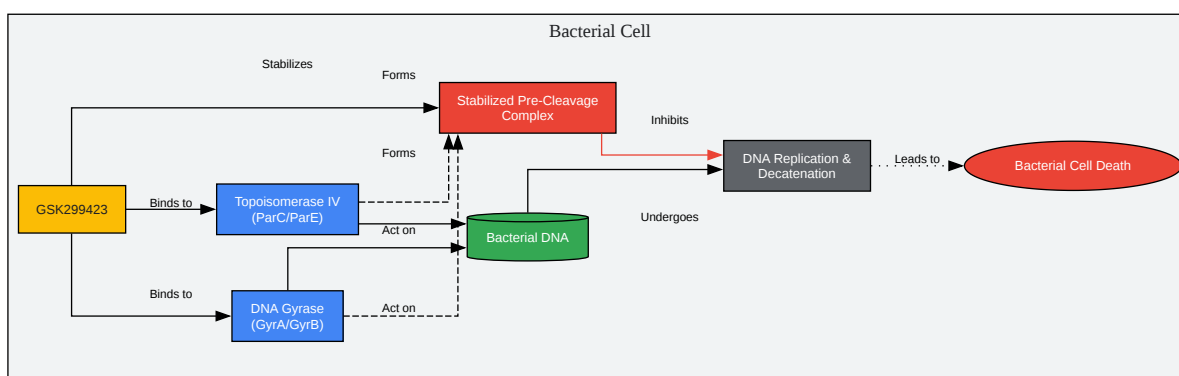 Bacterial Cell
Stabilizes
Forms
Stabilized Pre-Cleavage
Complex
Inhibits
Forms
DNA Replication &
Decatenation
Leads to
Bacterial Cell Death
GSK299423
Binds to
Topoisomerase IV
(ParC/ParE)
Act on
Bacterial DNA
Undergoes
Binds to
DNA Gyrase
(GyrA/GyrB)
Act on